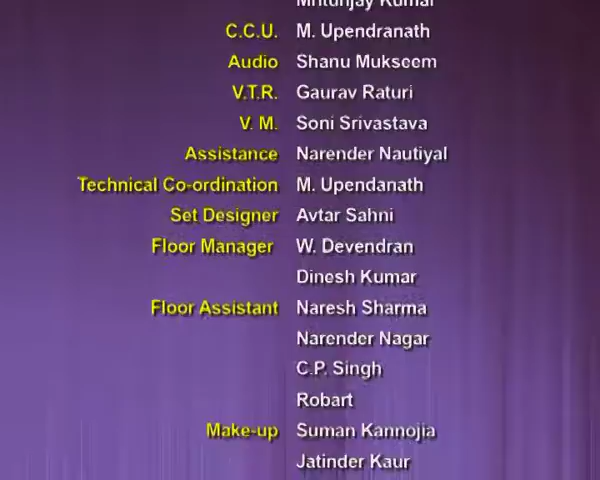 Mritunjay Kumar
C.C.U. M. Upendranath
Audio Shanu Mukseem
V.T.R. Gaurav Raturi
V. M. Soni Srivastava
Assistance Narender Nautiyal
Technical Co-ordination M. Upendanath
Set Designer Avtar Sahni
Floor Manager W. Devendran
Dinesh Kumar
Floor Assistant Naresh Sharma
Narender Nagar
C.P. Singh
Robart
Make-up Suman Kannojia
Jatinder Kaur